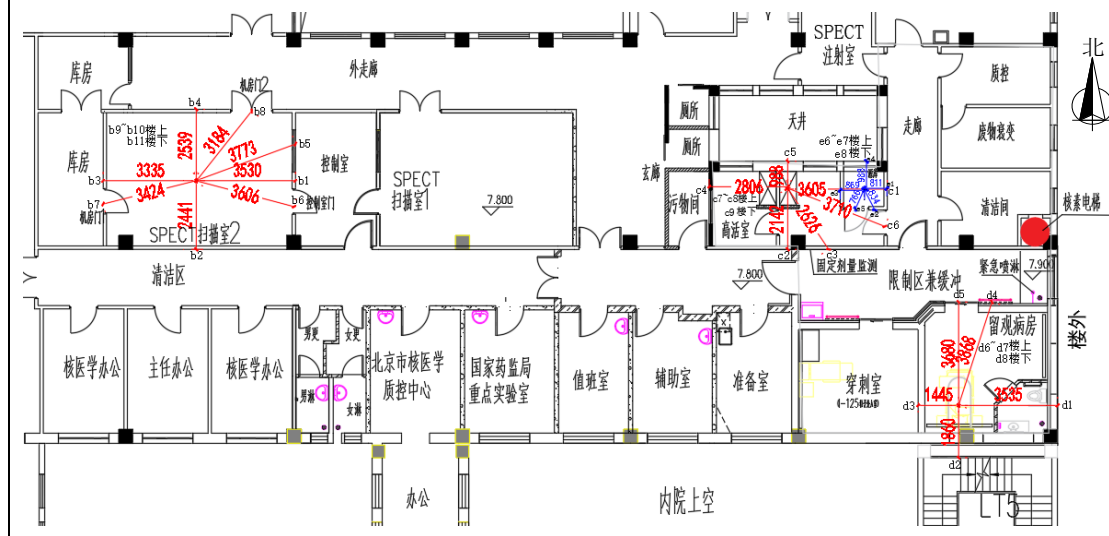 SPECT
注射室
北
库房
外走廊
机房门2
质控
b4
b8
厕所
天井
走廊
b9~b10楼上
b11楼下
2539
3184
b5
3773
控制室
e6~e7楼上
e8楼下
废物衰变
库房
厕所
3335
3530
b3
b1
玄廊
c5
888
c4
2806
3605
811
c1
3424
3606
SPECT
扫描室1
7.800
污物间
c7~c8楼上
c9楼下
3710
清洁间
核素电梯
b7
b6
控制室门
机房门1
2441
2142
2626
c6
高活室
SPECT扫描室2
b2
c2
c3
固定剂量监测
紧急喷淋
7.900
清洁区
7.800
限制区兼缓冲
d5
d4
男更
女更
留观病房
楼外
核医学办公
主任办公
核医学办公
北京市核医学
质控中心
国家药监局
重点实验室
值班室
辅助室
准备室
穿刺室
3680
3868
d6~d7楼上
d8楼下
男淋
女淋
1445
3535
d3
d1
1860
d2
办公
内院上空
LT5